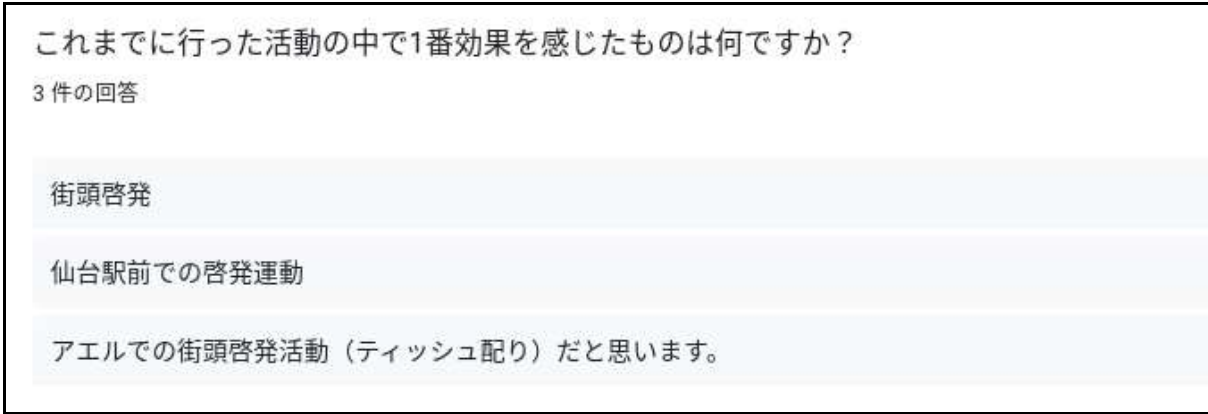 これまでに行った活動の中で1番効果を感じたものは何ですか？
3 件の回答
街頭啓発
仙台駅前での啓発運動
アエルでの街頭啓発活動（ティッシュ配り）だと思います。